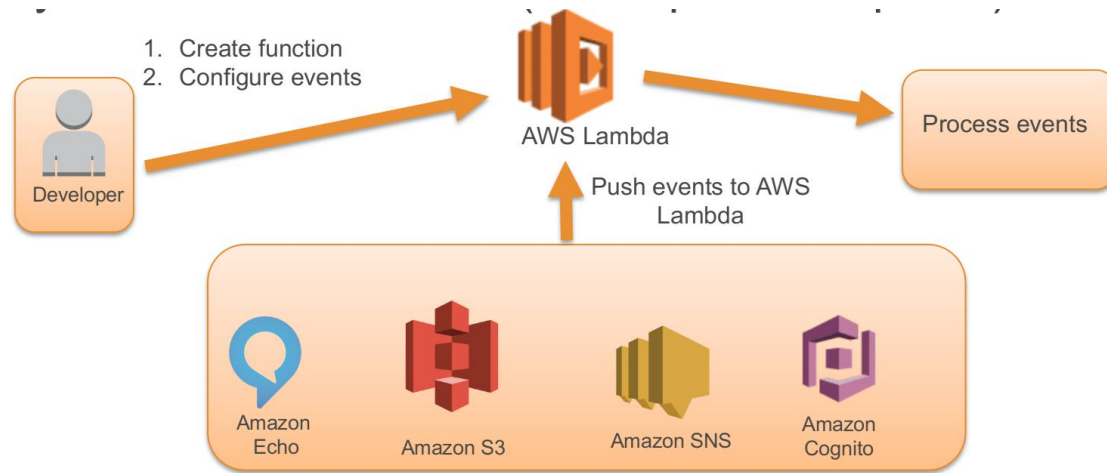 1. Create function
2. Configure events
Developer
AWS Lambda
Process events
Push events to AWS
Lambda
Amazon
Echo
Amazon S3
Amazon SNS
Amazon
Cognito